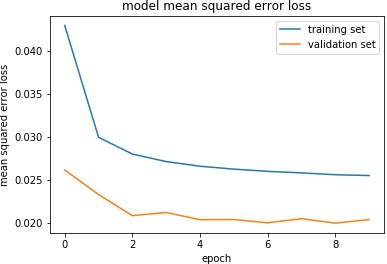 model mean squared error loss
training set
validation set
0.040
0.035
0.030
0.025
0.020
mean squared error loss
0 2 4 6 8
epoch